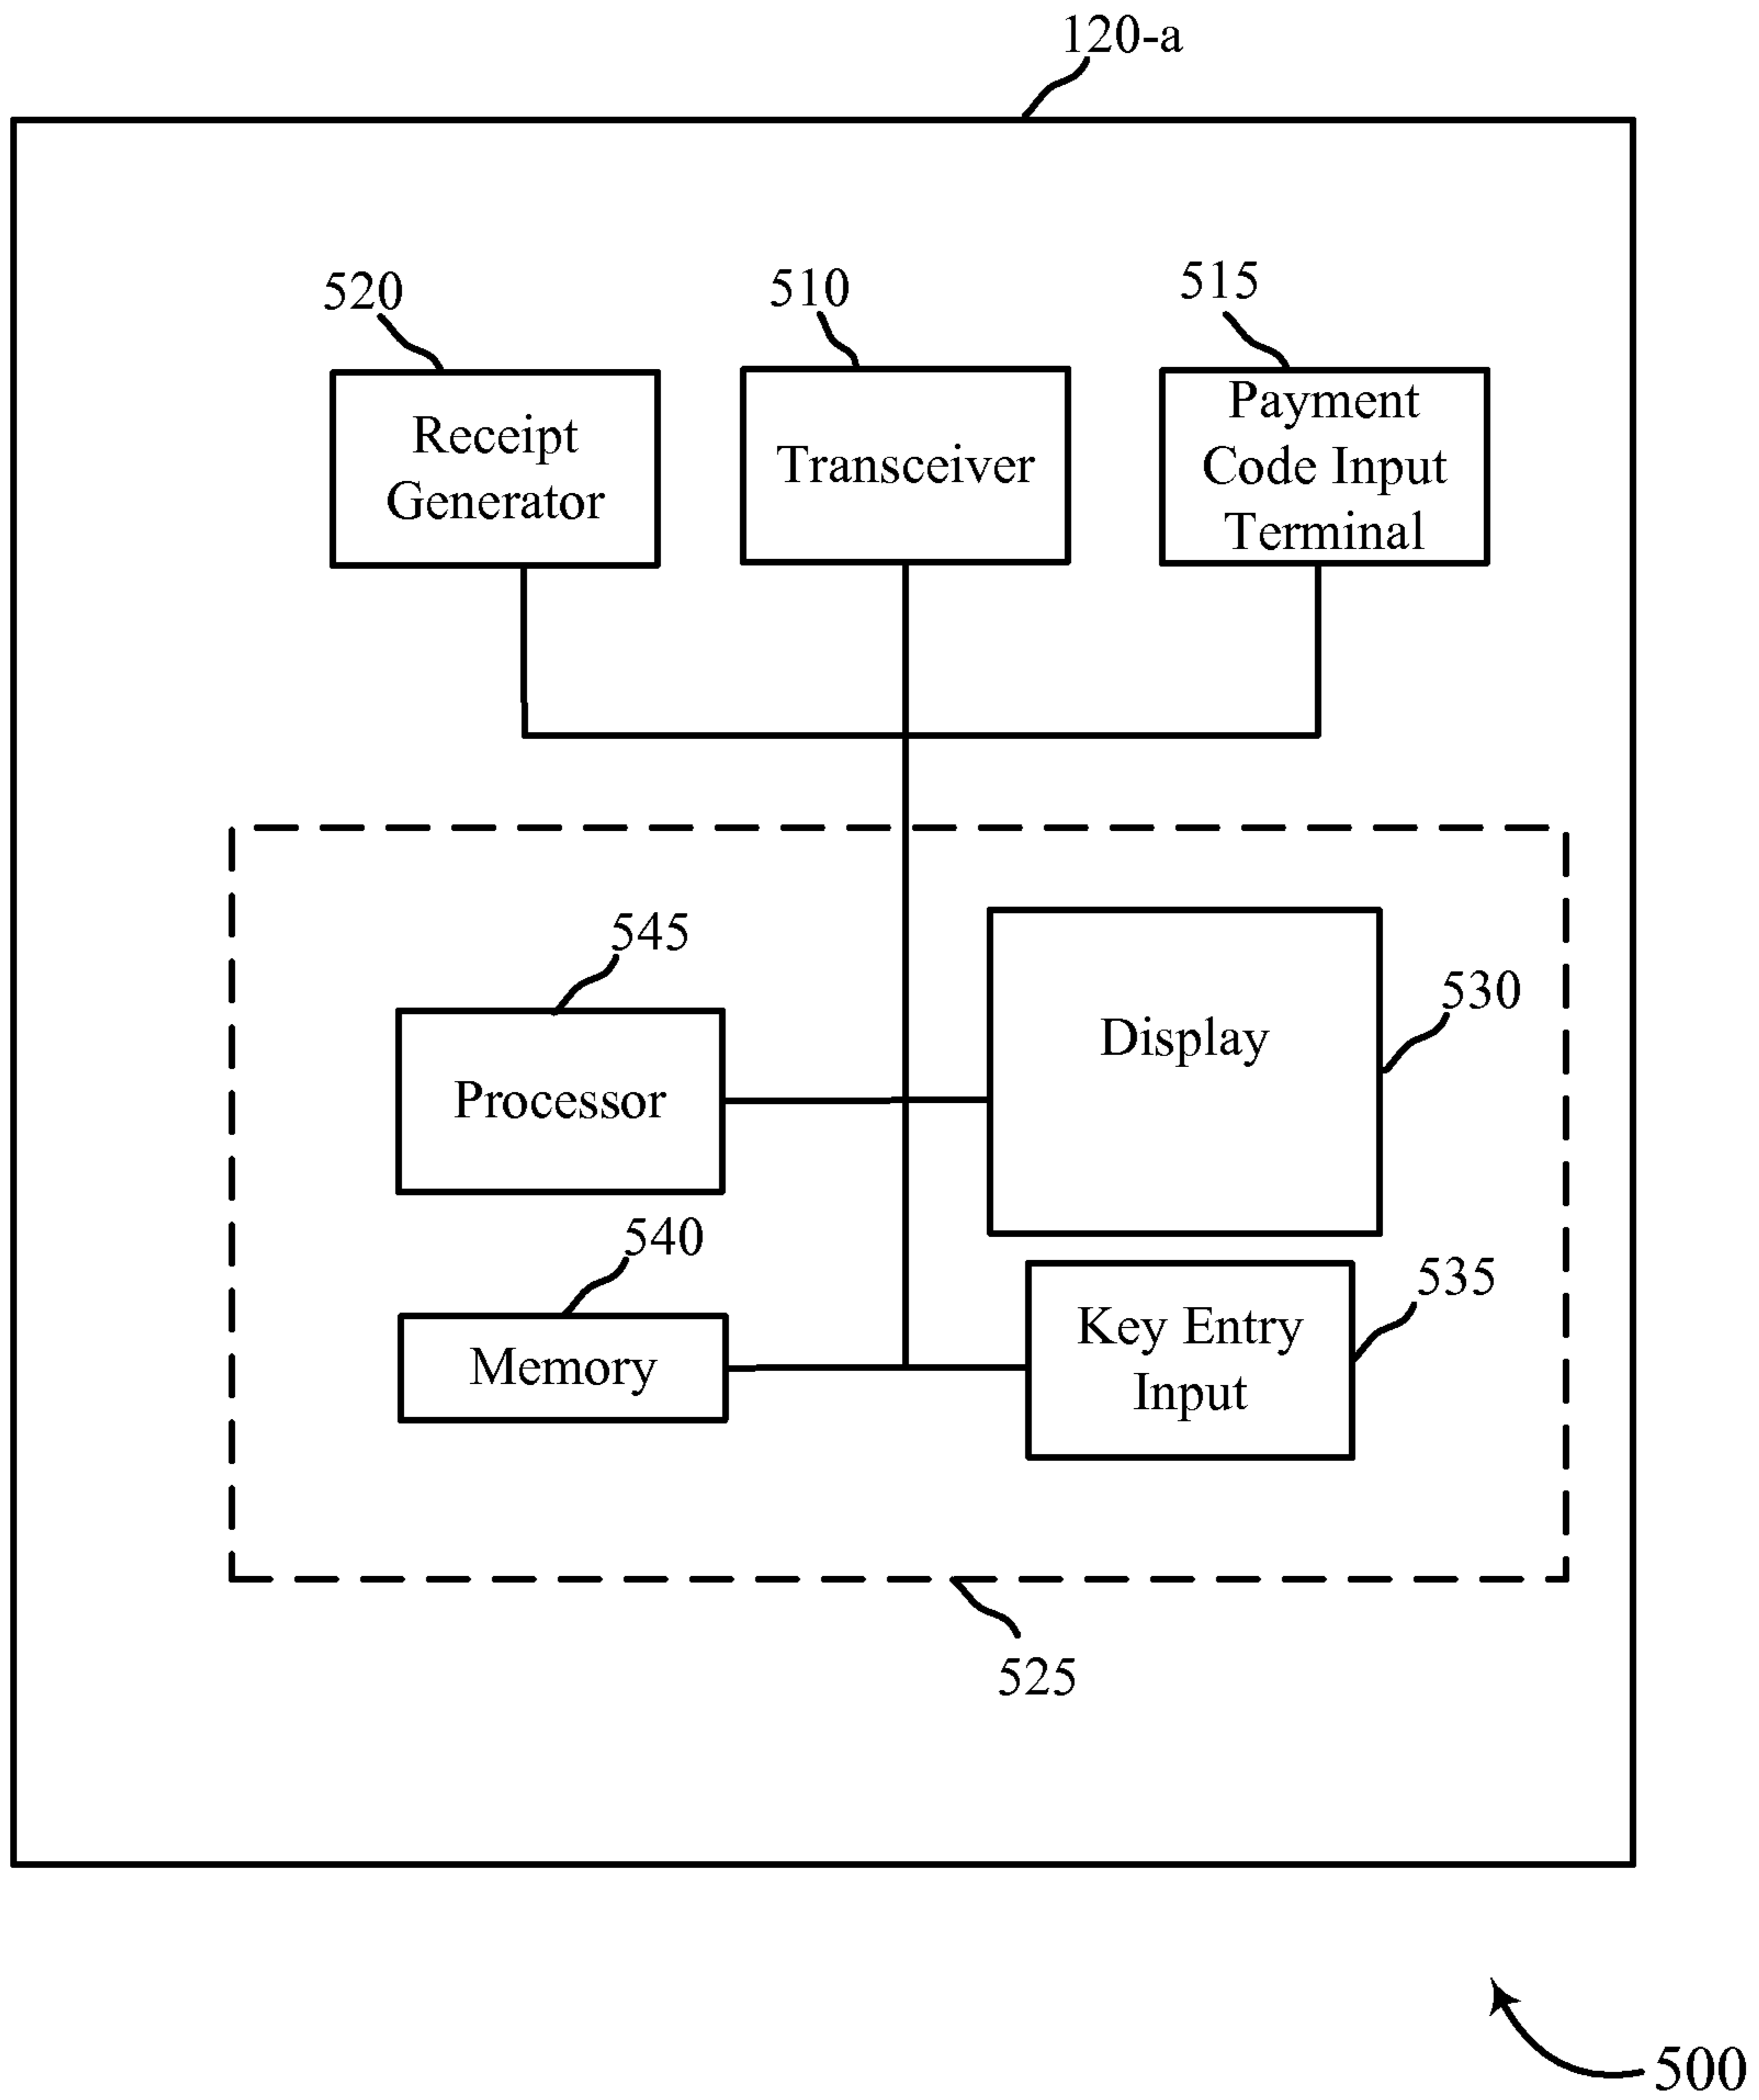 120-a
520
510
515
Receipt
Generator
Transceiver
Payment
Code Input
Terminal
545
530
Display
Processor
540
535
Key Entry
Input
Memory
525
500